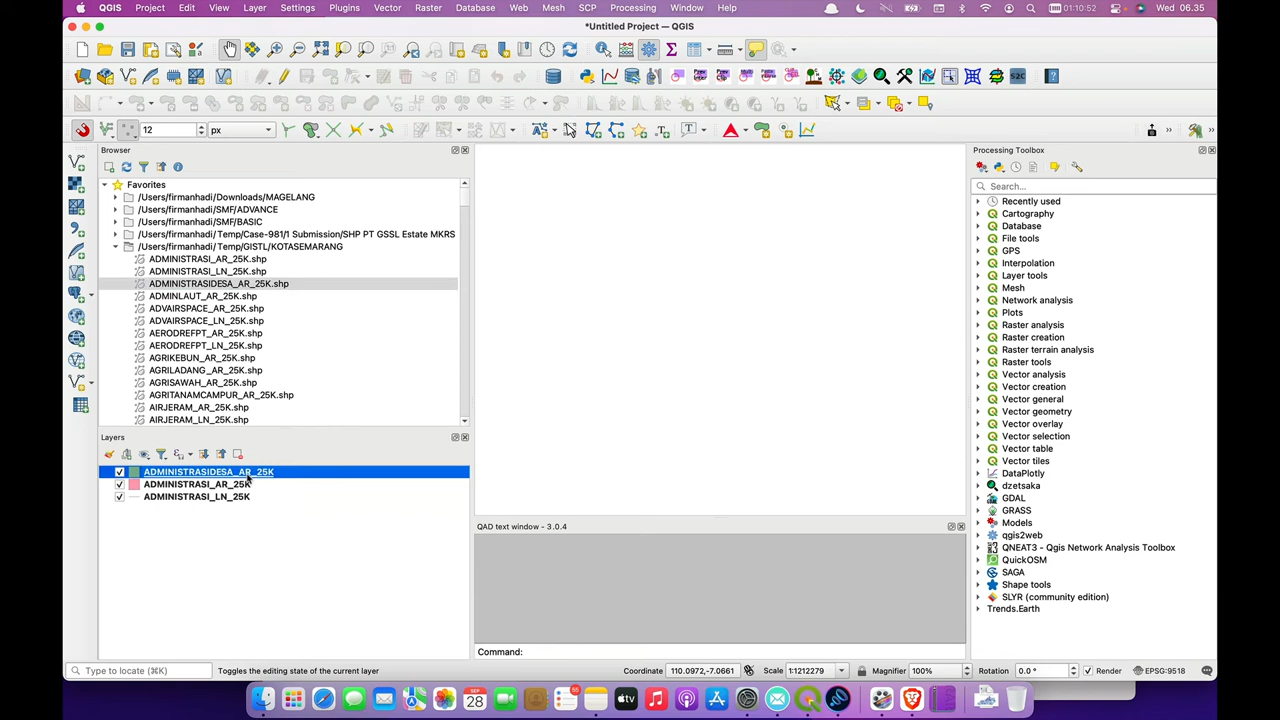 QGIS Project Edit View Layer Settings Plugins Vector Raster Database Web Mesh SCP Processing Window Help 01:10:52 Wed 06.35
*Untitled Project — QGIS
12 px
Browser
Favorites
/Users/firmanhadi/Downloads/MAGELANG
/Users/firmanhadi/SMF/ADVANCE
/Users/firmanhadi/SMF/BASIC
/Users/firmanhadi/Temp/Case-981/1 Submission/SHP PT GSSL Estate MKRS
/Users/firmanhadi/Temp/GISTL/KOTASEMARANG
ADMINISTRASI_AR_25K.shp
ADMINISTRASI_LN_25K.shp
ADMINISTRASIDESA_AR_25K.shp
ADMINLAUT_AR_25K.shp
ADVAIRSPACE_AR_25K.shp
ADVAIRSPACE_LN_25K.shp
AERODREFPT_AR_25K.shp
AERODREFPT_LN_25K.shp
AGRIKEBUN_AR_25K.shp
AGRILADANG_AR_25K.shp
AGRISAWAH_AR_25K.shp
AGRITANAMCAMPUR_AR_25K.shp
AIRJERAM_AR_25K.shp
AIRJERAM_LN_25K.shp
Layers
ADMINISTRASIDESA_AR_25K
ADMINISTRASI_AR_25K
ADMINISTRASI_LN_25K
QAD text window - 3.0.4
Command:
Processing Toolbox
Search...
Recently used
Cartography
Database
File tools
GPS
Interpolation
Layer tools
Mesh
Network analysis
Plots
Raster analysis
Raster creation
Raster terrain analysis
Raster tools
Vector analysis
Vector creation
Vector general
Vector geometry
Vector overlay
Vector selection
Vector table
Vector tiles
DataPlotly
dzetsaka
GDAL
GRASS
Models
qgis2web
QNEAT3 - Qgis Network Analysis Toolbox
QuickOSM
SAGA
Shape tools
SLYR (community edition)
Trends.Earth
Type to locate (⌘K) Toggles the editing state of the current layer Coordinate 110.0972,-7.0661 Scale 1:1212279 Magnifier 100% Rotation 0.0 ° Render EPSG:9518